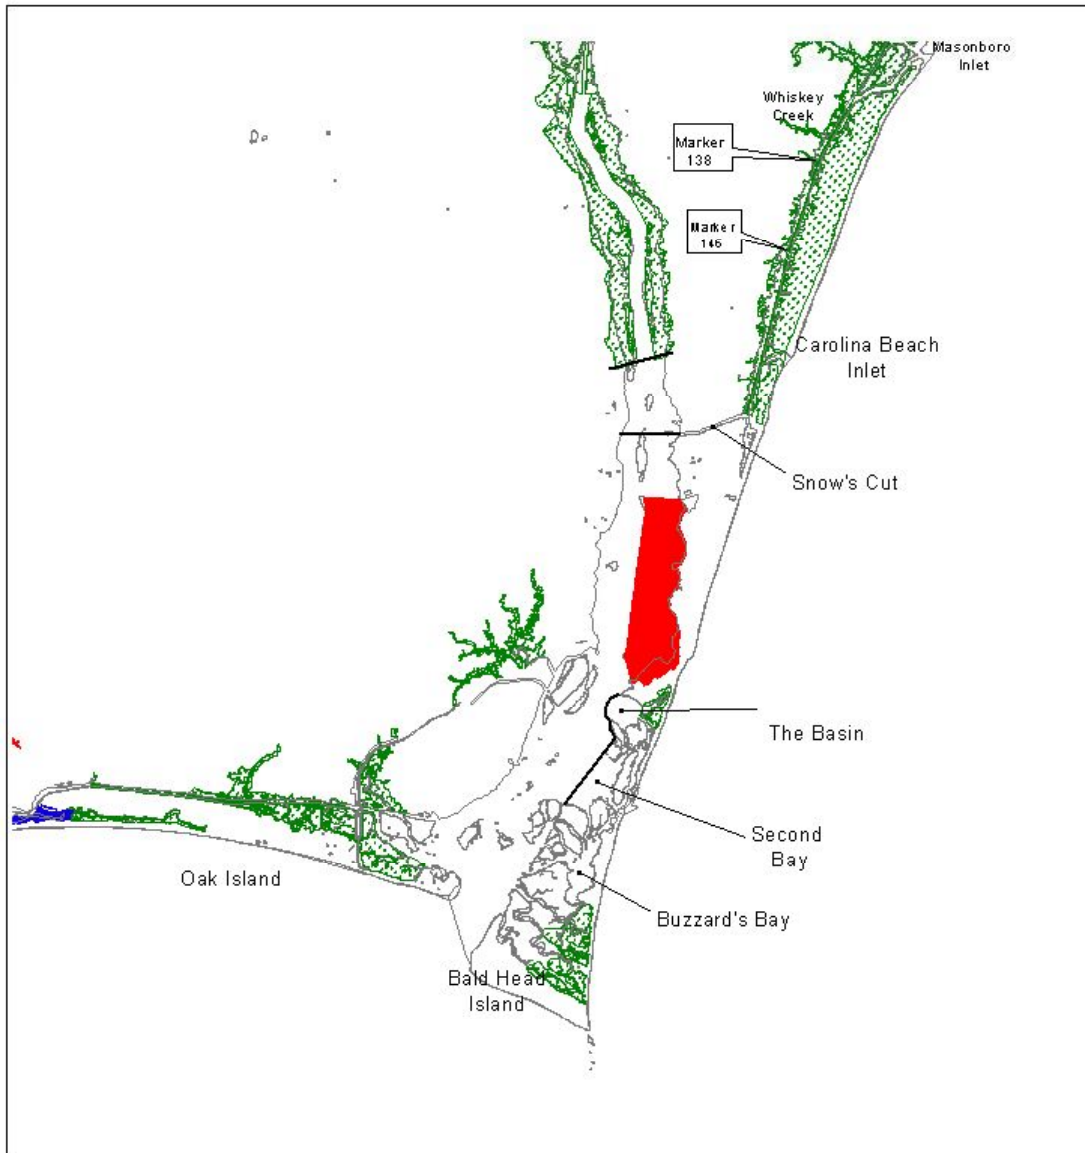 Masonboro
Inlet
Whiskey
Creek
Marker
138
Marker
146
Carolina Beach
Inlet
Snow's Cut
The Basin
Second
Bay
Oak Island
Buzzard's Bay
Bald Head
Island